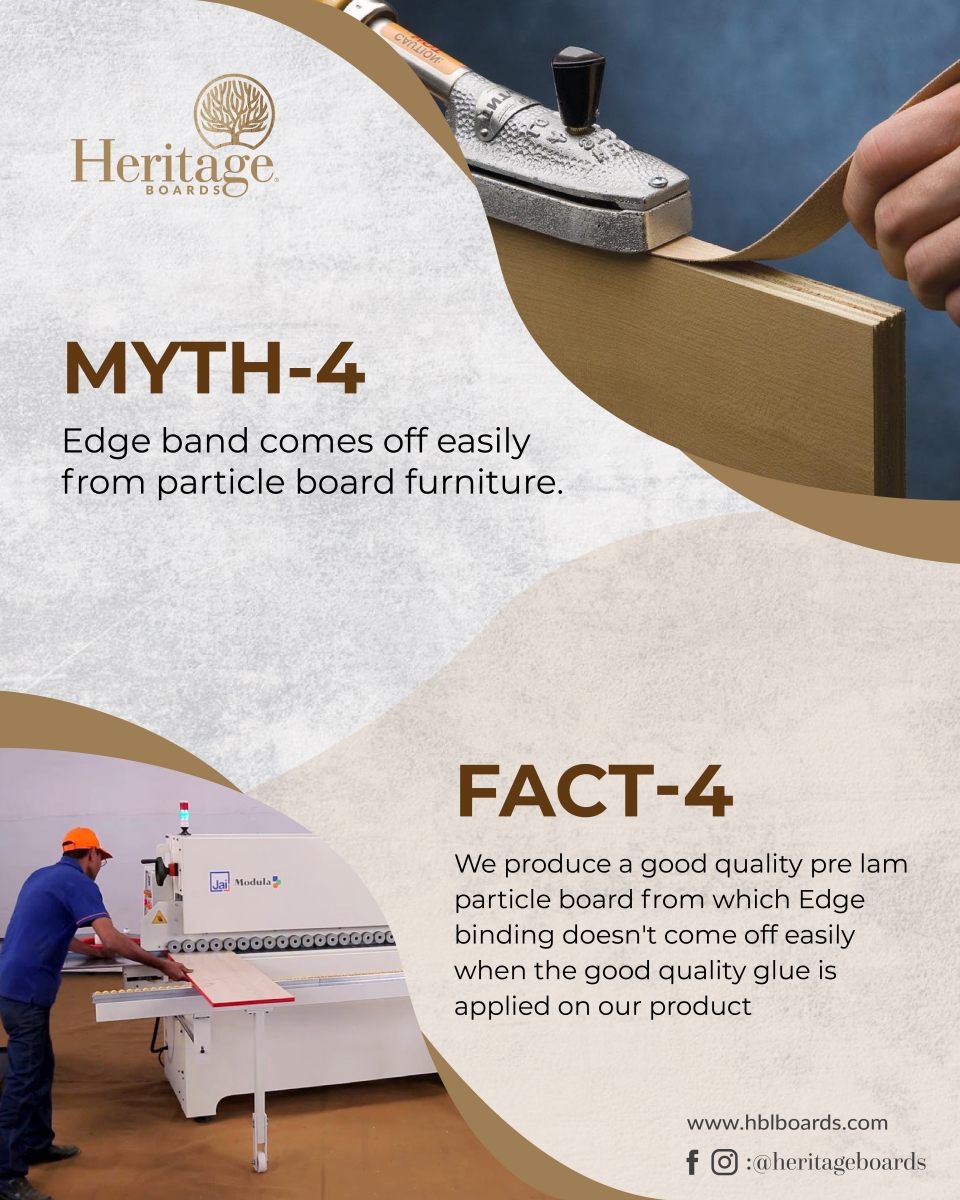 Heritage
BOARDS
MYTH-4
Edge band comes off easily
from particle board furniture.
CAUTION
Jai Modula
FACT-4
We produce a good quality pre lam
particle board from which Edge
binding doesn't come off easily
when the good quality glue is
applied on our product
www.hblboards.com
:@heritageboards